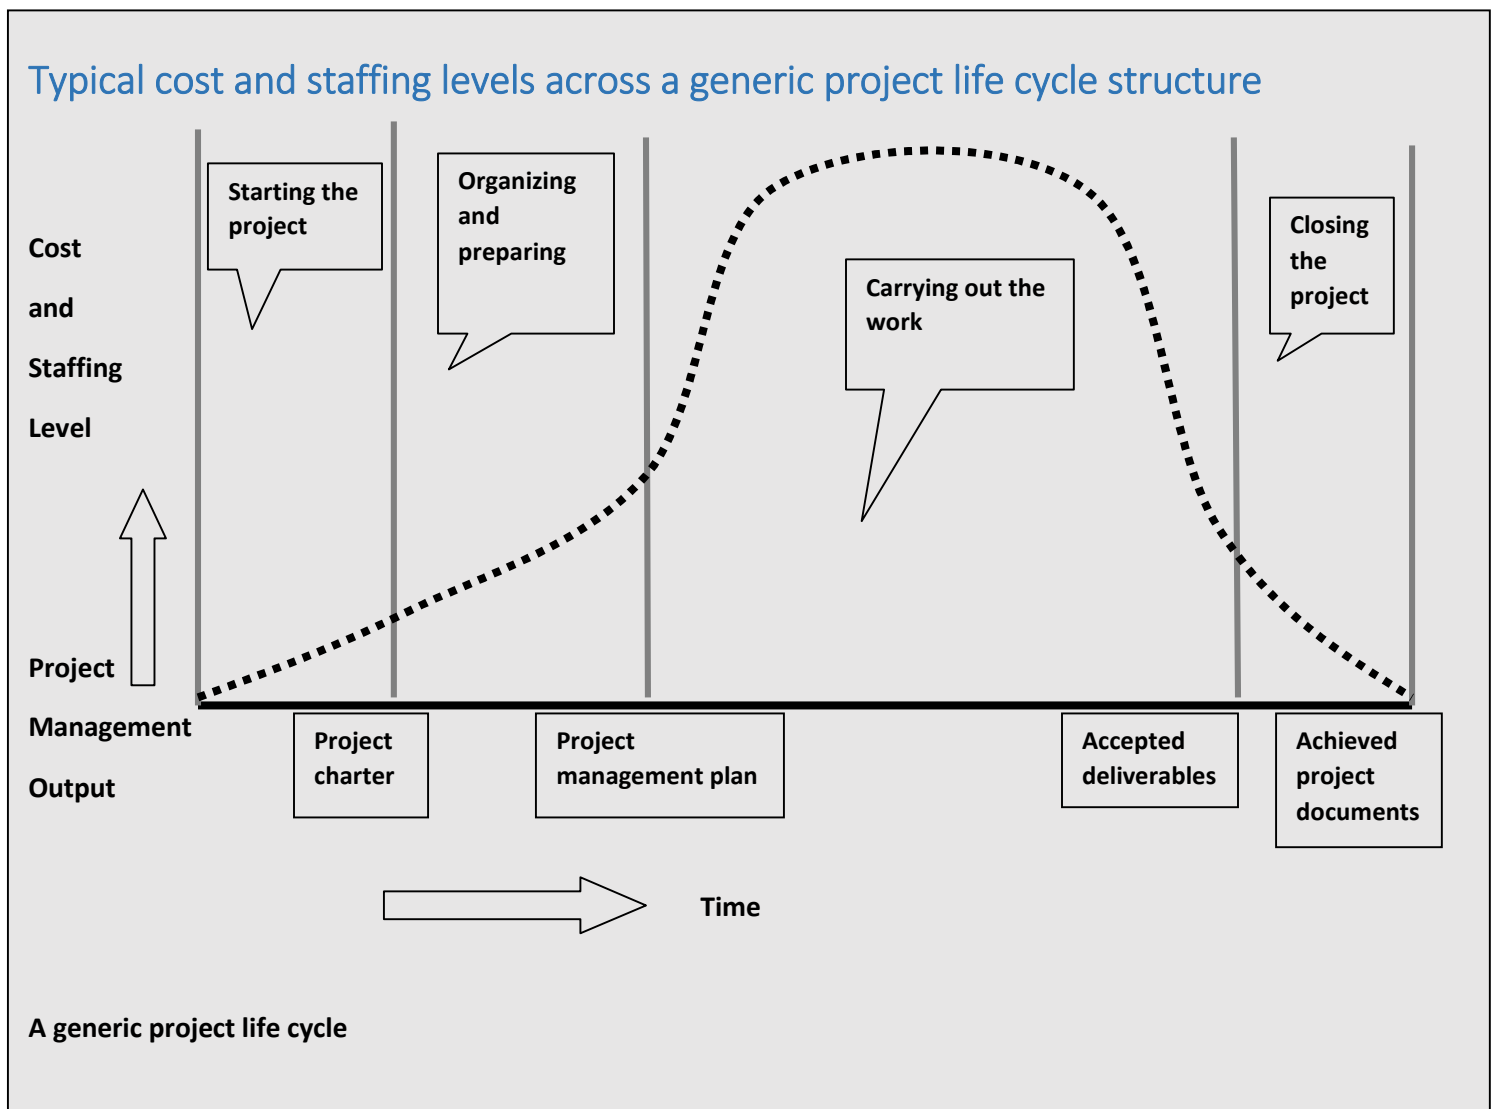 Typical cost and staffing levels across a generic project life cycle structure
Starting the
project
Organizing
and
preparing
Carrying out the
work
Closing
the
project
Cost
and
Staffing
Level
Project
Management
Output
Project
charter
Project
management plan
Accepted
deliverables
Achieved
project
documents
Time
A generic project life cycle